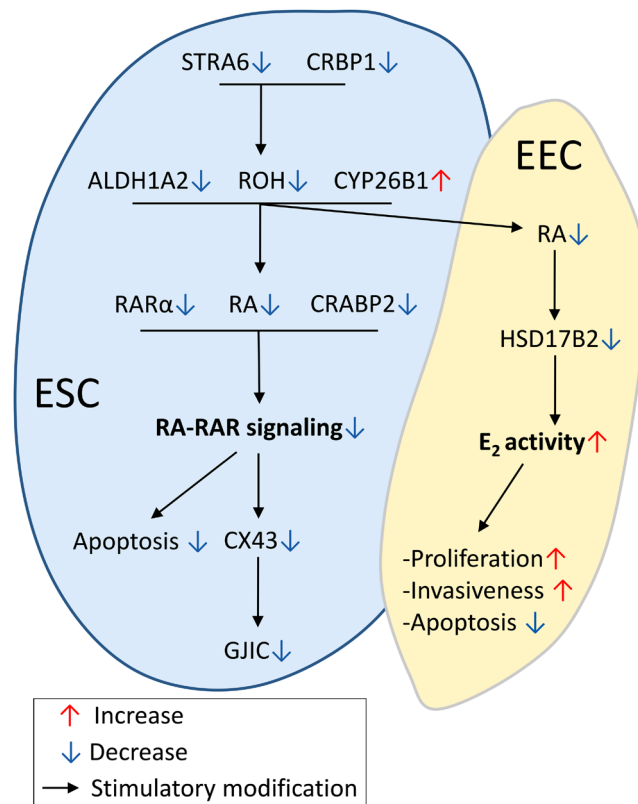 STRA6↓ CRBP1↓
EEC
ALDH1A2↓ ROH↓ CYP26B1↑
RA↓
RARα↓ RA↓ CRABP2↓
HSD17B2↓
ESC
RA-RAR signaling↓
E₂ activity↑
Apoptosis ↓ CX43↓
-Proliferation↑
-Invasiveness ↑
-Apoptosis ↓
GJIC↓
↑ Increase
↓ Decrease
→ Stimulatory modification